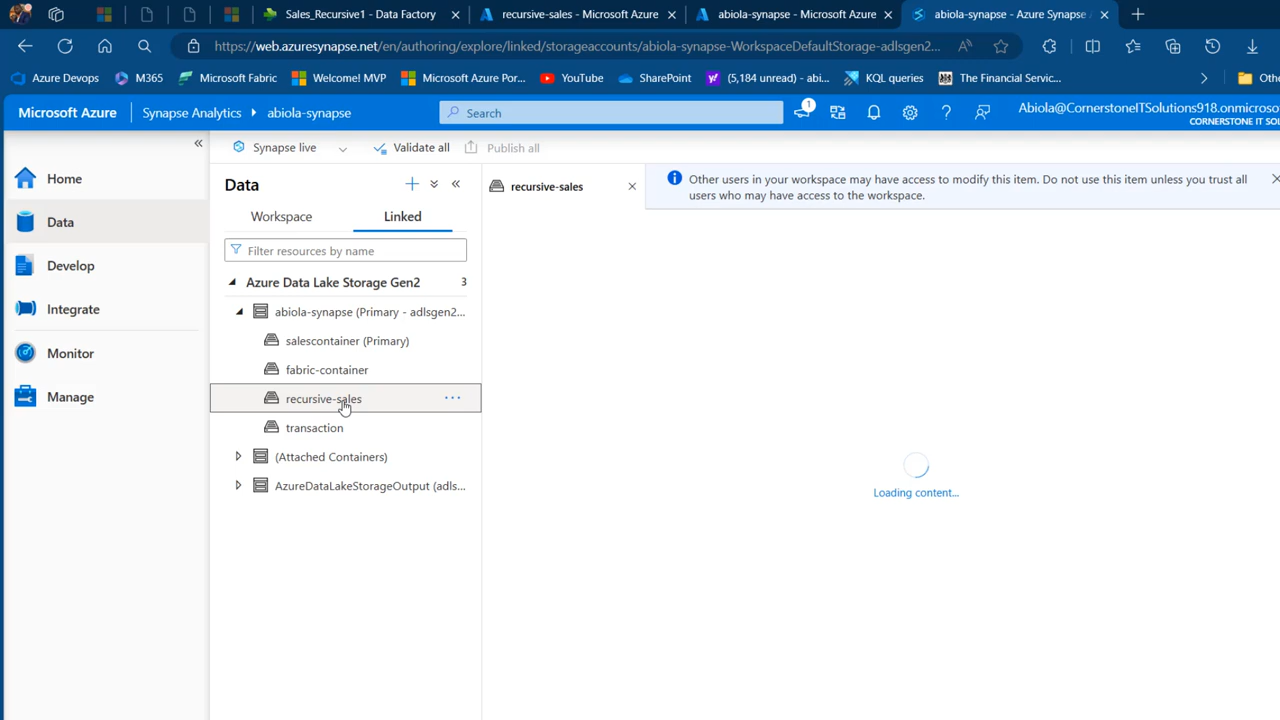 Sales_Recursive1 - Data Factory
recursive-sales - Microsoft Azure
abiola-synapse - Microsoft Azure
abiola-synapse - Azure Synapse
https://web.azuresynapse.net/en/authoring/explore/linked/storageaccounts/abiola-synapse-WorkspaceDefaultStorage-adlsgen2...
Azure Devops
M365
Microsoft Fabric
Welcome! MVP
Microsoft Azure Por...
YouTube
SharePoint
(5,184 unread) - abi...
KQL queries
The Financial Servic...
Othe
Microsoft Azure
Synapse Analytics
abiola-synapse
Search
1
Abiola@CornerstoneITSolutions918.onmicroso
CORNERSTONE IT SOL
Synapse live
Validate all
Publish all
Home
Data
Develop
Integrate
Monitor
Manage
Data
Workspace
Linked
Filter resources by name
Azure Data Lake Storage Gen2
3
abiola-synapse (Primary - adlsgen2...
salescontainer (Primary)
fabric-container
recursive-sales
transaction
(Attached Containers)
AzureDataLakeStorageOutput (adls...
recursive-sales
Other users in your workspace may have access to modify this item. Do not use this item unless you trust all
users who may have access to the workspace.
Loading content...